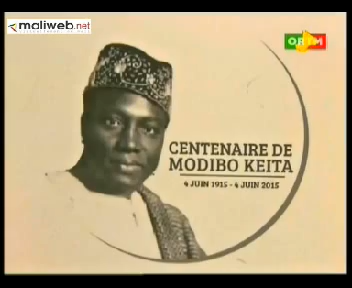 maliweb.net
ORTM
CENTENAIRE DE
MODIBO KEITA
4 JUIN 1915 - 4 JUIN 2015